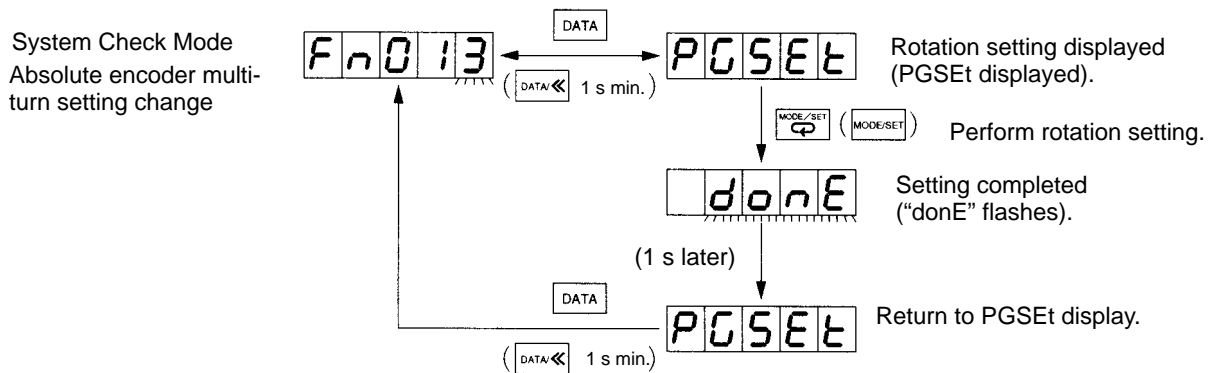 System Check Mode
Absolute encoder multi-
turn setting change
Fn013
DATA
(DATA/≪ 1 s min.)
PGSEt
Rotation setting displayed
(PGSEt displayed).
MODE/SET (MODE/SET)
Perform rotation setting.
donE
Setting completed
(“donE” flashes).
(1 s later)
DATA
(DATA/≪ 1 s min.)
PGSEt
Return to PGSEt display.